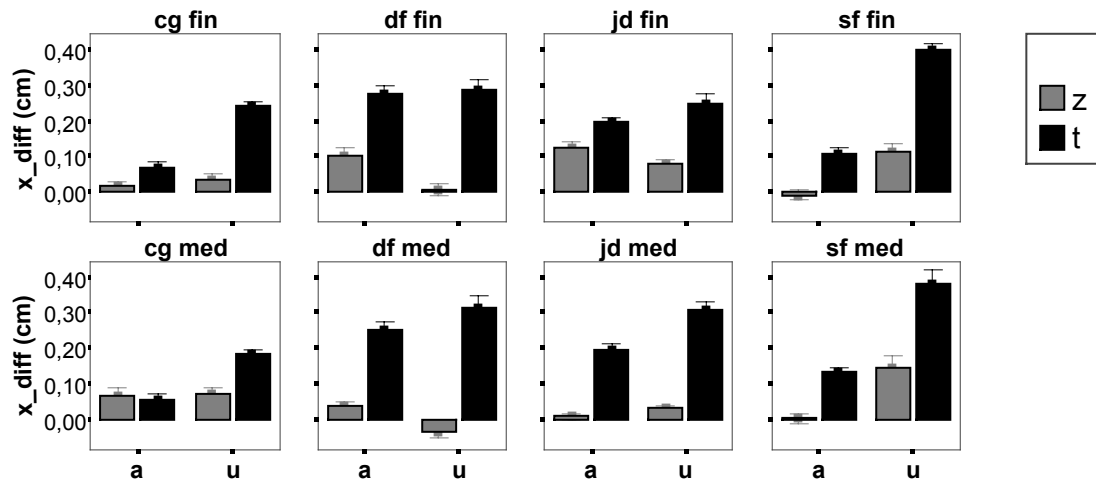 cg fin df fin jd fin sf fin
x_diff (cm)
0,40
0,30
0,20
0,10
0,00
z
t
a u a u a u a u
cg med df med jd med sf med
x_diff (cm)
0,40
0,30
0,20
0,10
0,00
a u a u a u a u